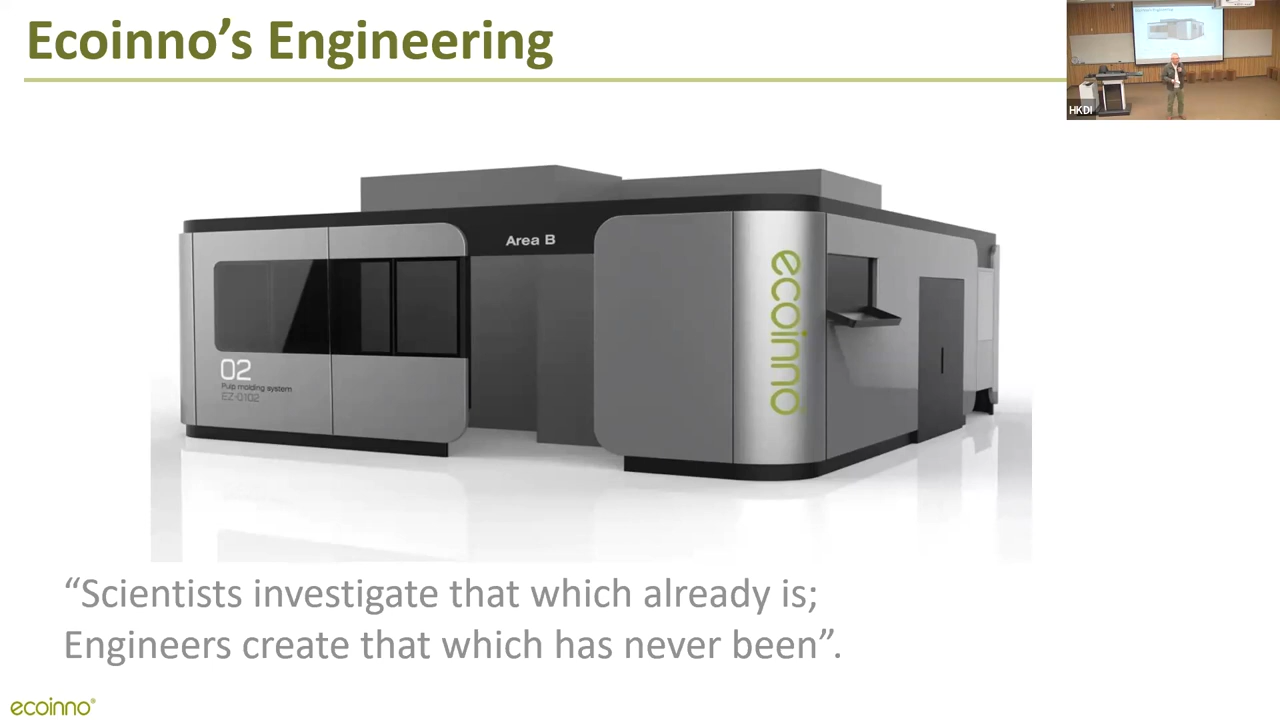 Ecoinno’s Engineering
HKDI
Area B
ecoinno
02
Pulp molding system
EZ-0102
“Scientists investigate that which already is;
Engineers create that which has never been”.
ecoinno®